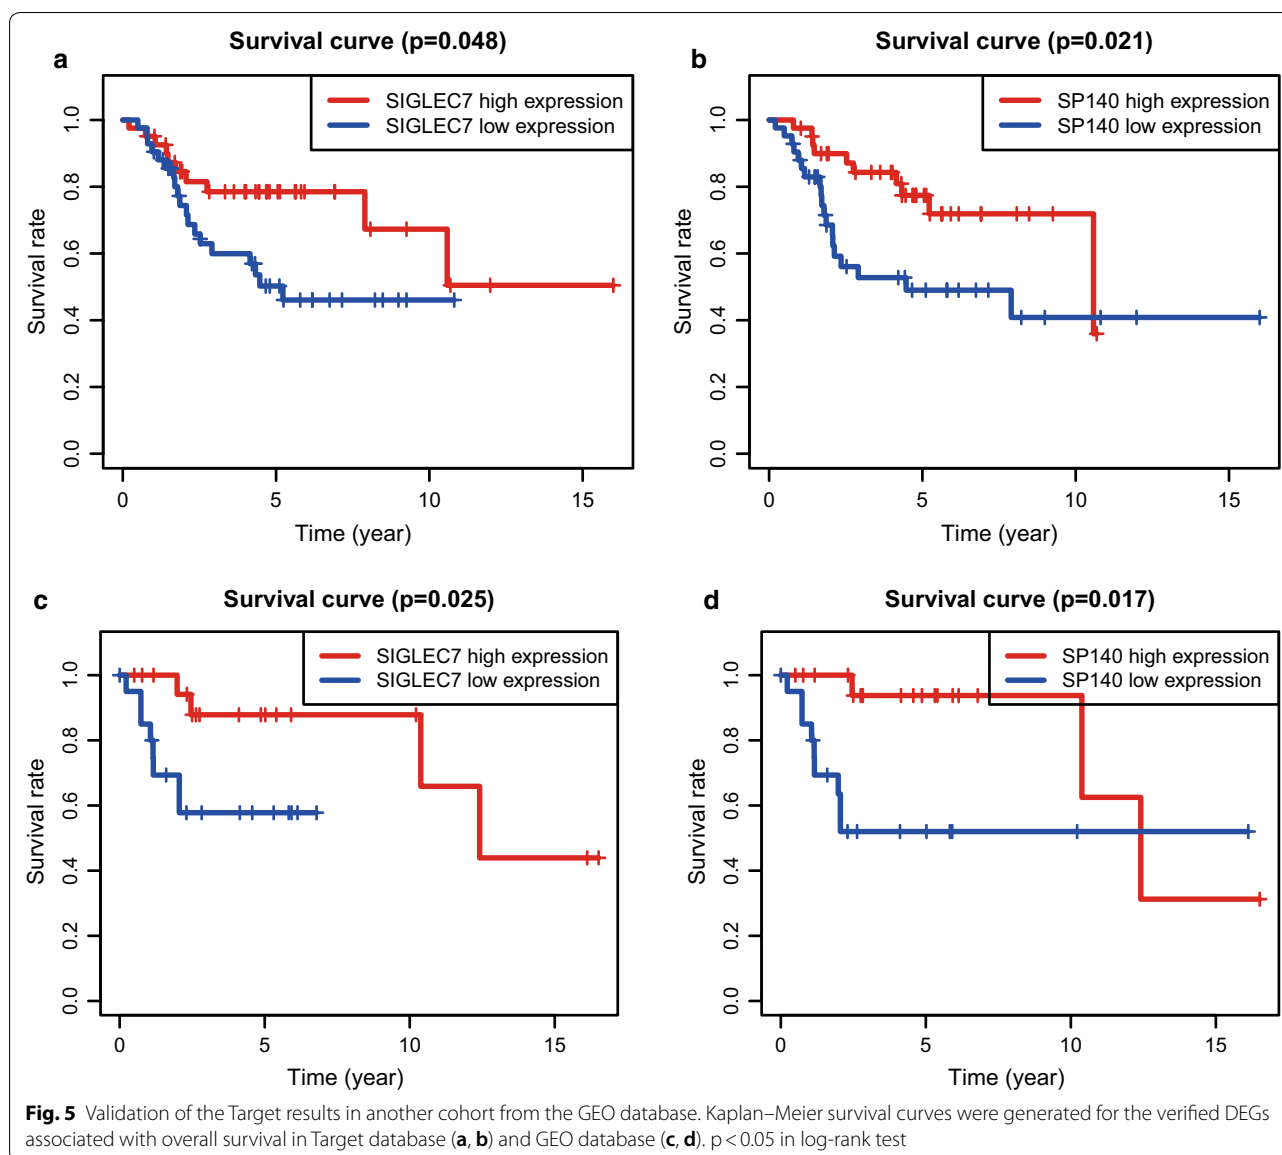 a
Survival curve (p=0.048)
SIGLEC7 high expression
SIGLEC7 low expression
Survival rate
0.0 0.2 0.4 0.6 0.8 1.0
0 5 10 15
Time (year)
b
Survival curve (p=0.021)
SP140 high expression
SP140 low expression
Survival rate
0.0 0.2 0.4 0.6 0.8 1.0
0 5 10 15
Time (year)
c
Survival curve (p=0.025)
SIGLEC7 high expression
SIGLEC7 low expression
Survival rate
0.0 0.2 0.4 0.6 0.8 1.0
0 5 10 15
Time (year)
d
Survival curve (p=0.017)
SP140 high expression
SP140 low expression
Survival rate
0.0 0.2 0.4 0.6 0.8 1.0
0 5 10 15
Time (year)
Fig. 5 Validation of the Target results in another cohort from the GEO database. Kaplan–Meier survival curves were generated for the verified DEGs
associated with overall survival in Target database (a, b) and GEO database (c, d). p < 0.05 in log-rank test